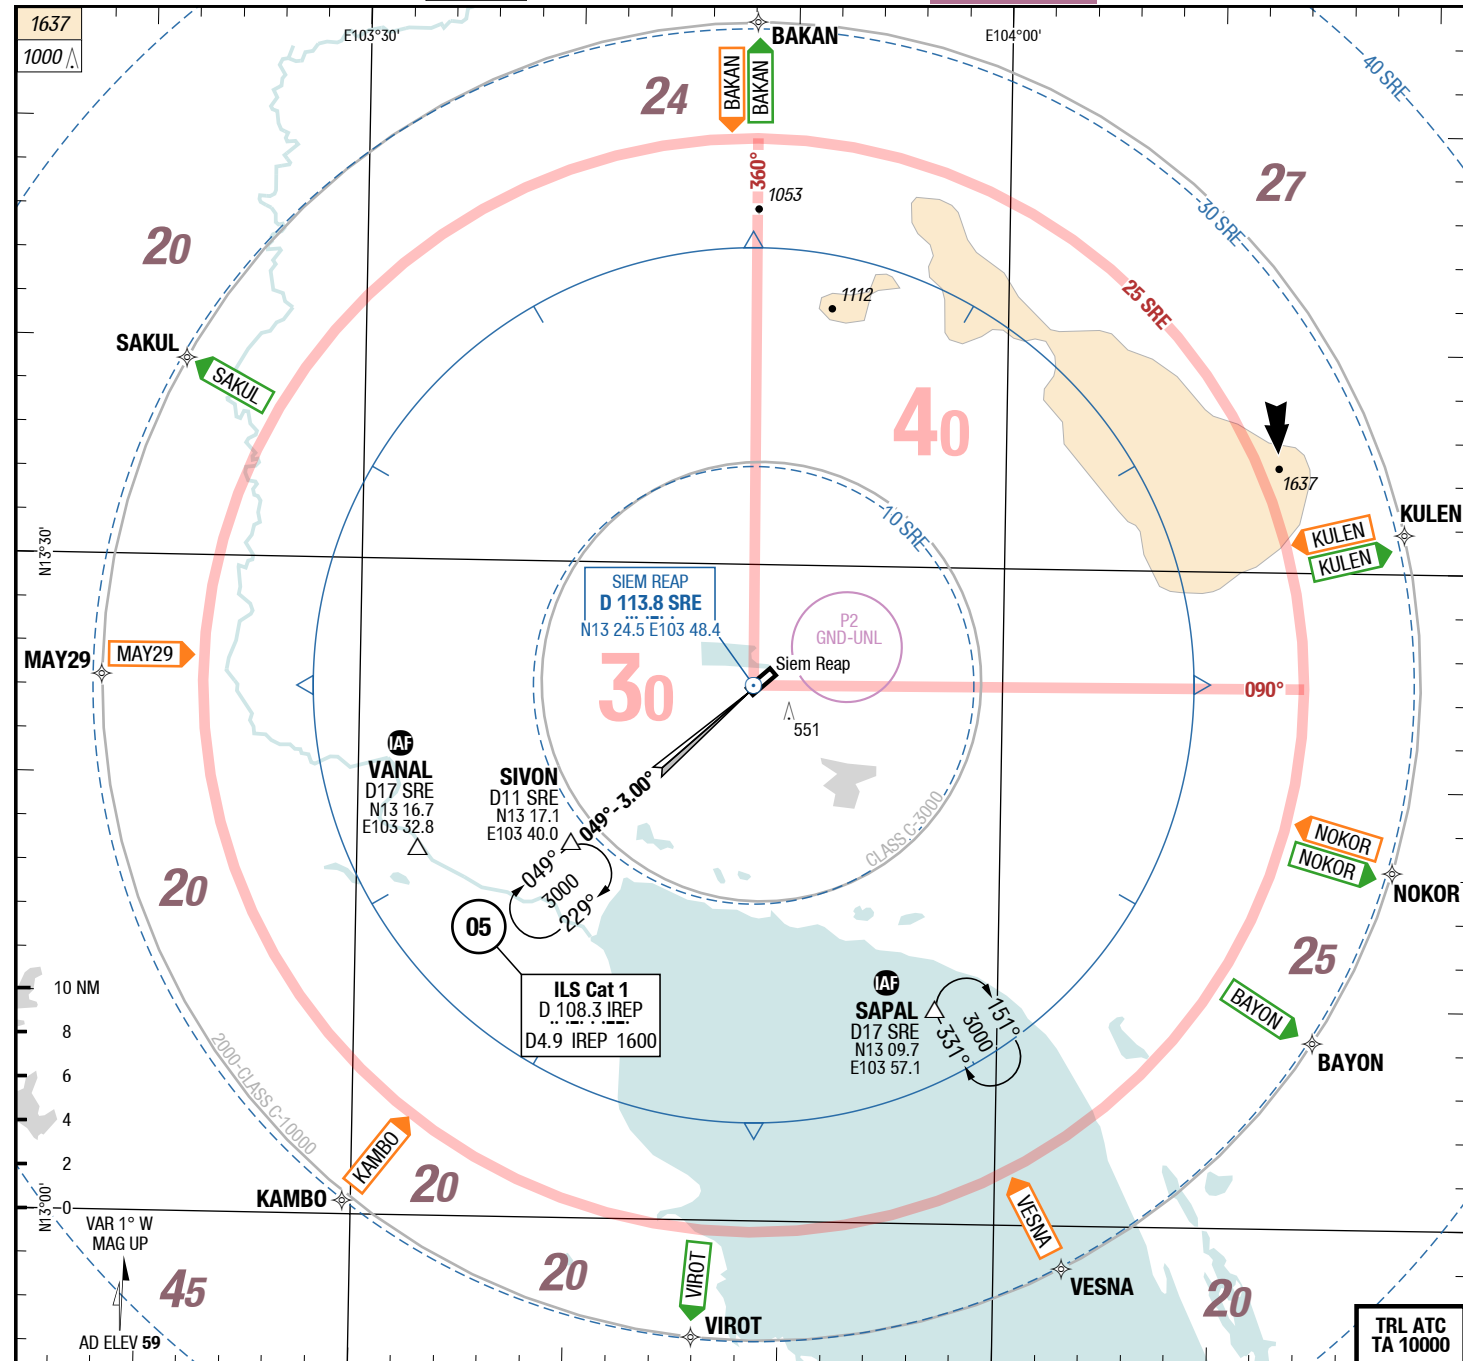 1637
1000
E103°30'
E104°00'
BAKAN
40 SRE
24
BAKAN
BAKAN
27
360°
1053
30 SRE
20
1112
25 SRE
SAKUL
SAKUL
40
1637
KULEN
KULEN
KULEN
10 SRE
N13°30'
SIEM REAP
D 113.8 SRE
N13 24.5 E103 48.4
P2
GND-UNL
MAY29
MAY29
Siem Reap
30
090°
551
IAF
VANAL
D17 SRE
N13 16.7
E103 32.8
SIVON
D11 SRE
N13 17.1
E103 40.0
049°- 3.00°
CLASS C-3000
NOKOR
NOKOR
NOKOR
049°
3000
229°
20
05
25
ILS Cat 1
D 108.3 IREP
D4.9 IREP 1600
IAF
SAPAL
D17 SRE
N13 09.7
E103 57.1
151°
3000
331°
BAYON
BAYON
10 NM
8
6
4
2
0
2000-CLASS C-10000
KAMBO
KAMBO
20
N13°00'
VAR 1° W
MAG UP
VESNA
VESNA
20
VIROT
VIROT
45
20
AD ELEV 59
TRL ATC
TA 10000